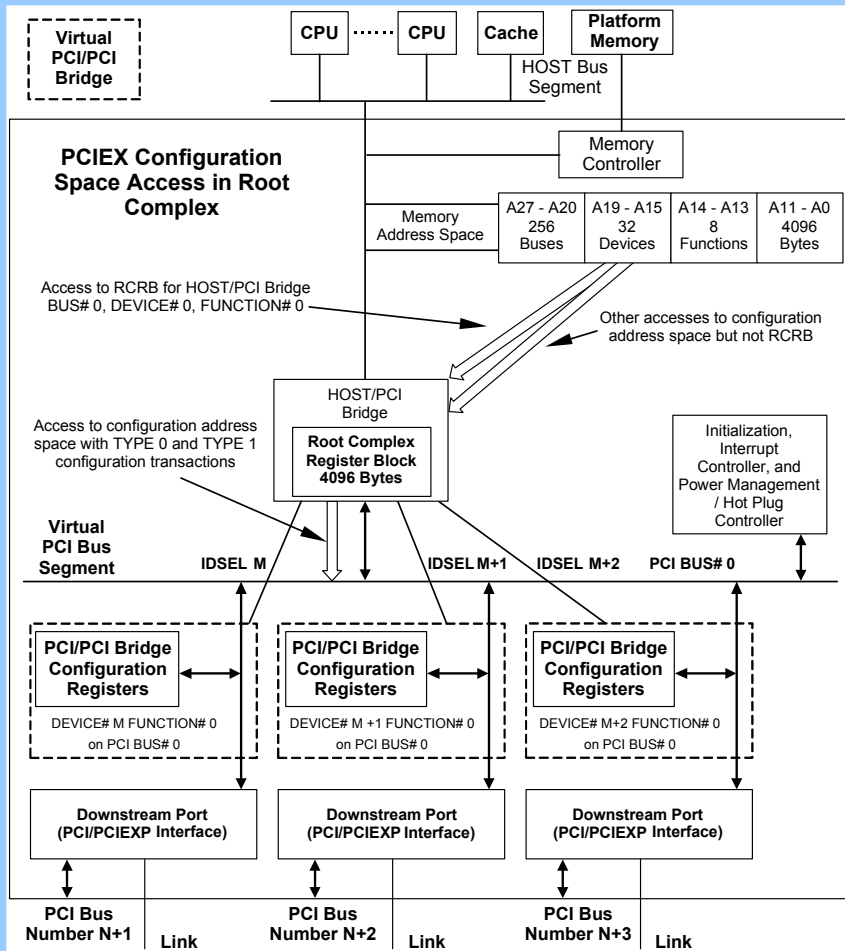 Virtual
PCI/PCI
Bridge
CPU
CPU
Cache
Platform
Memory
HOST Bus
Segment
PCIEX Configuration
Space Access in Root
Complex
Memory
Controller
Memory
Address Space
A27 - A20
256
Buses
A19 - A15
32
Devices
A14 - A13
8
Functions
A11 - A0
4096
Bytes
Access to RCRB for HOST/PCI Bridge
BUS# 0, DEVICE# 0, FUNCTION# 0
Other accesses to configuration
address space but not RCRB
HOST/PCI
Bridge
Root Complex
Register Block
4096 Bytes
Access to configuration address
space with TYPE 0 and TYPE 1
configuration transactions
Initialization,
Interrupt
Controller, and
Power Management
/ Hot Plug
Controller
Virtual
PCI Bus
Segment
IDSEL M
IDSEL M+1
IDSEL M+2
PCI BUS# 0
PCI/PCI Bridge
Configuration
Registers
DEVICE# M FUNCTION# 0
on PCI BUS# 0
PCI/PCI Bridge
Configuration
Registers
DEVICE# M +1 FUNCTION# 0
on PCI BUS# 0
PCI/PCI Bridge
Configuration
Registers
DEVICE# M+2 FUNCTION# 0
on PCI BUS# 0
Downstream Port
(PCI/PCIEXP Interface)
Downstream Port
(PCI/PCIEXP Interface)
Downstream Port
(PCI/PCIEXP Interface)
PCI Bus
Number N+1
Link
PCI Bus
Number N+2
Link
PCI Bus
Number N+3
Link